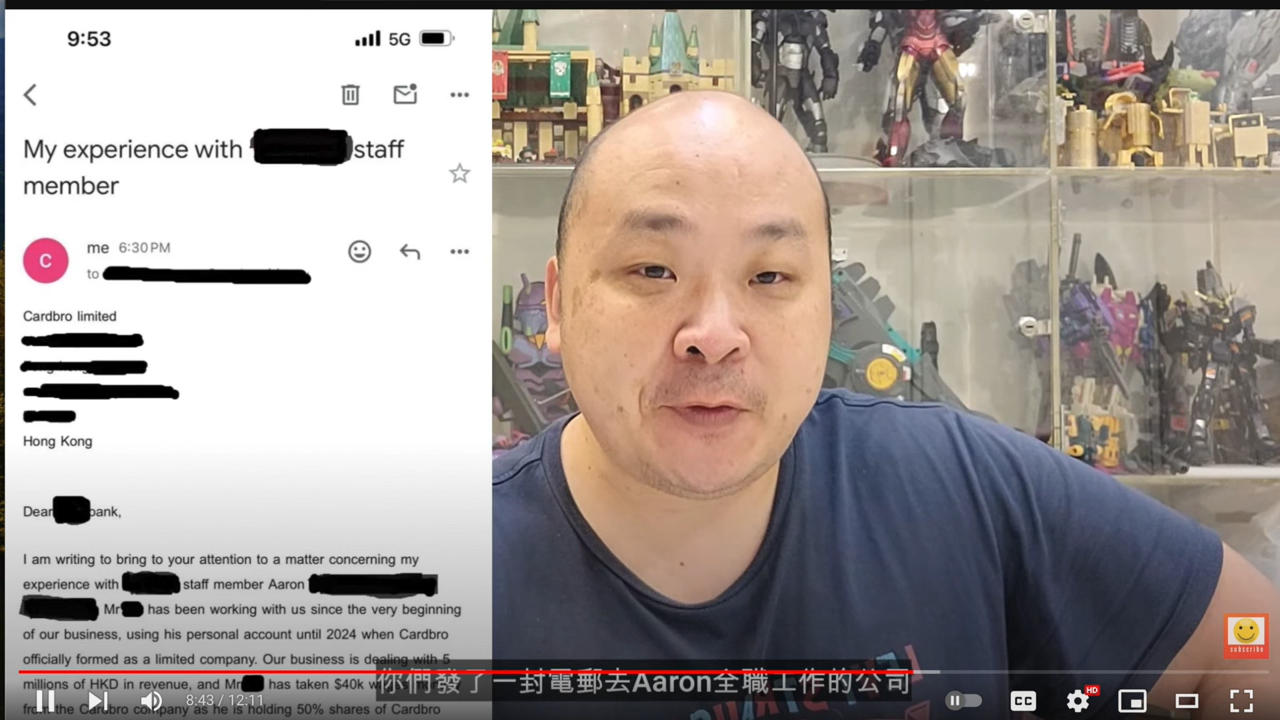 9:53
5G
My experience with staff
member
C
me 6:30 PM
to
Cardbro limited
Hong Kong
Dear bank,
I am writing to bring to your attention to a matter concerning my
experience with staff member Aaron
Mr has been working with us since the very beginning
of our business, using his personal account until 2024 when Cardbro
officially formed as a limited company. Our business is dealing with 5
millions of HKD in revenue, and Mr has taken $40k
from the Cardbro company as he is holding 50% shares of Cardbro
你們發了一封電郵去Aaron全職工作的公司
8:43 / 12:11
CC
HD
subscribe